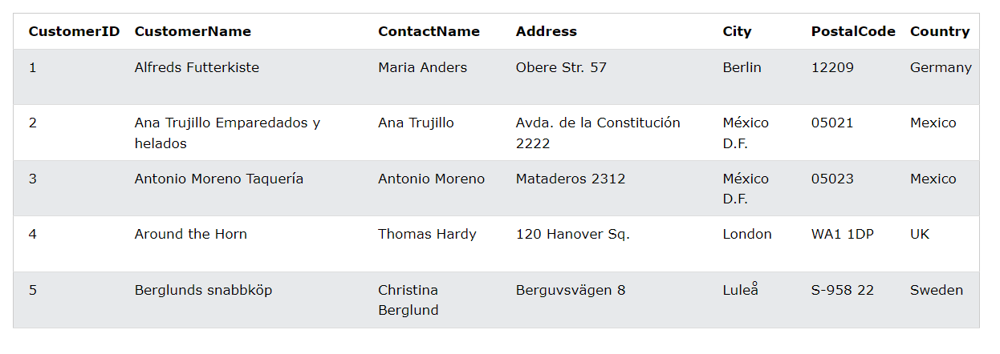 CustomerID CustomerName ContactName Address City PostalCode Country
1 Alfreds Futterkiste Maria Anders Obere Str. 57 Berlin 12209 Germany
2 Ana Trujillo Emparedados y Ana Trujillo Avda. de la Constitución México 05021 Mexico
helados 2222 D.F.
3 Antonio Moreno Taquería Antonio Moreno Mataderos 2312 México 05023 Mexico
D.F.
4 Around the Horn Thomas Hardy 120 Hanover Sq. London WA1 1DP UK
5 Berglunds snabbköp Christina Berguvsvägen 8 Luleå S-958 22 Sweden
Berglund